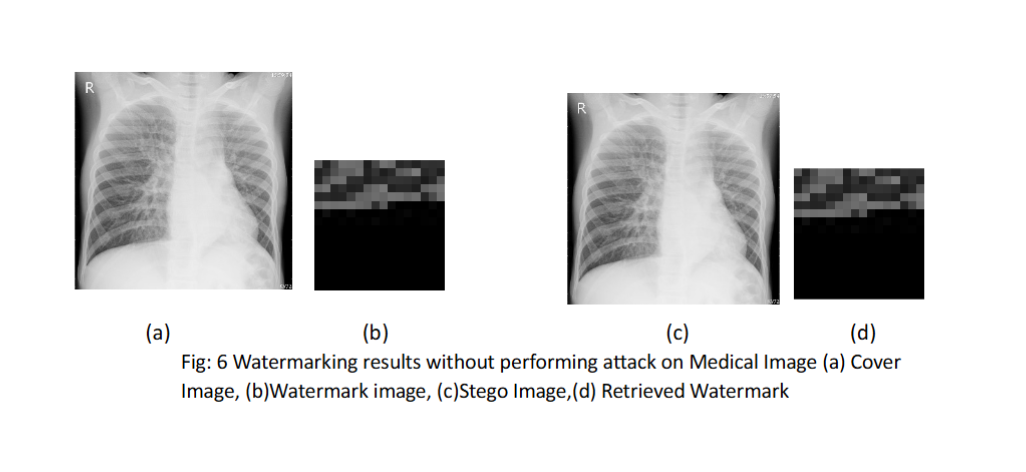 R
R
(a)
(b)
(c)
(d)
Fig: 6 Watermarking results without performing attack on Medical Image (a) Cover
Image, (b)Watermark image, (c)Stego Image,(d) Retrieved Watermark